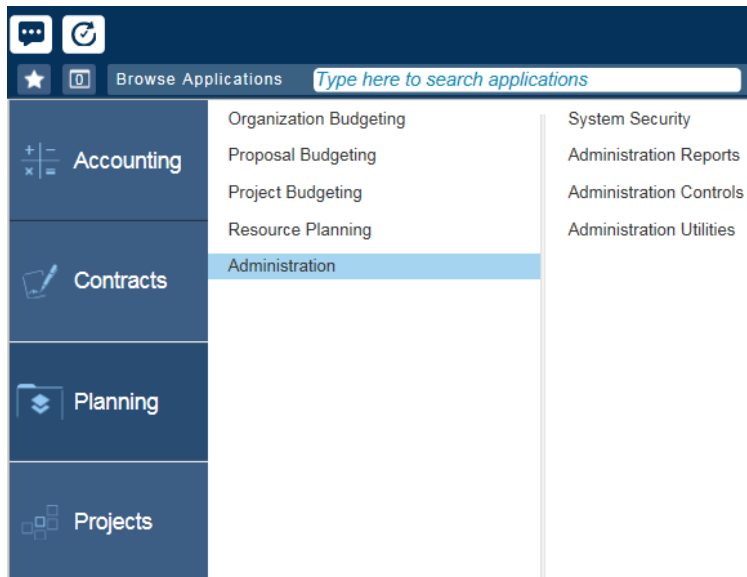 0
Browse Applications
Type here to search applications
Accounting
Contracts
Planning
Projects
Organization Budgeting
Proposal Budgeting
Project Budgeting
Resource Planning
Administration
System Security
Administration Reports
Administration Controls
Administration Utilities